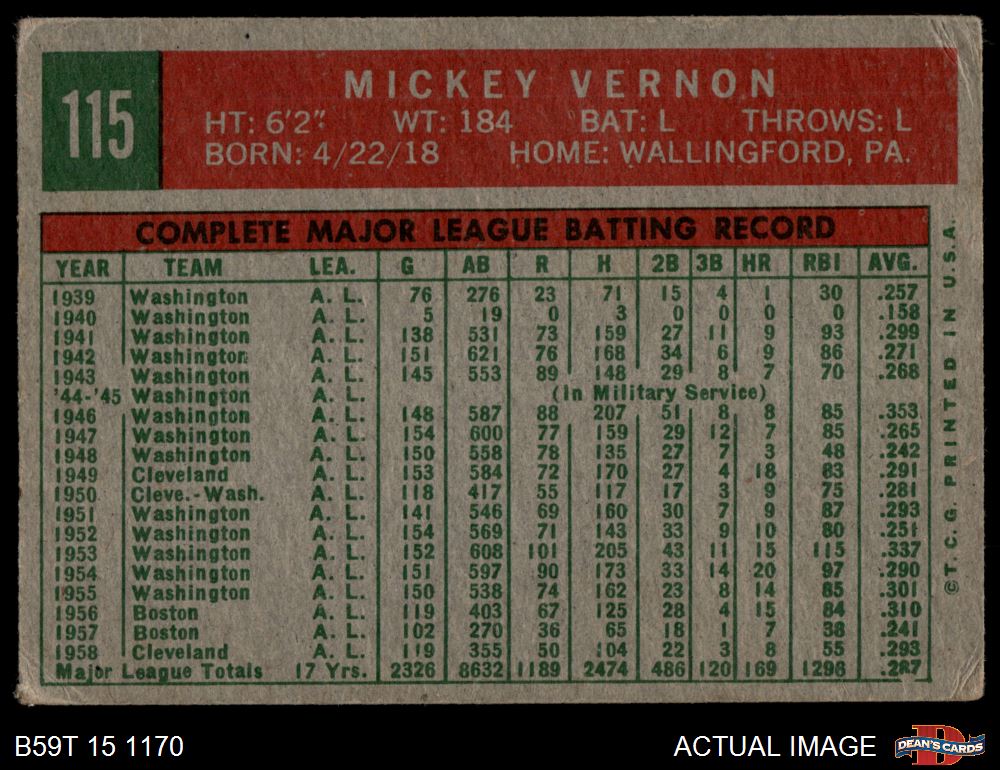 115
MICKEY VERNON
HT: 6'2" WT: 184 BAT: L THROWS: L
BORN: 4/22/18 HOME: WALLINGFORD, PA.
COMPLETE MAJOR LEAGUE BATTING RECORD
YEAR TEAM LEA. G AB R H 2B 3B HR RBI AVG.
1939 Washington A. L. 76 276 23 71 15 4 1 30 .257
1940 Washington A. L. 5 19 0 3 0 0 0 0 .158
1941 Washington A. L. 138 531 73 159 27 11 9 93 .299
1942 Washington A. L. 151 621 76 168 34 6 9 86 .271
1943 Washington A. L. 145 553 89 148 29 8 7 70 .268
'44-'45 Washington A. L. (In Military Service)
1946 Washington A. L. 148 587 88 207 51 8 8 85 .353
1947 Washington A. L. 154 600 77 159 29 12 7 85 .265
1948 Washington A. L. 150 558 78 135 27 7 3 48 .242
1949 Cleveland A. L. 153 584 72 170 27 4 18 83 .291
1950 Cleve.-Wash. A. L. 118 417 55 117 17 3 9 75 .281
1951 Washington A. L. 141 546 69 160 30 7 9 87 .293
1952 Washington A. L. 154 569 71 143 33 9 10 80 .251
1953 Washington A. L. 152 608 101 205 43 11 15 115 .337
1954 Washington A. L. 151 597 90 173 33 14 20 97 .290
1955 Washington A. L. 150 538 74 162 23 8 14 85 .301
1956 Boston A. L. 119 403 67 125 28 4 15 84 .310
1957 Boston A. L. 102 270 36 65 18 1 7 38 .241
1958 Cleveland A. L. 119 355 50 104 22 3 8 55 .293
Major League Totals 17 Yrs. 2326 8632 1189 2474 486 120 169 1296 .287
©T.C.G. PRINTED IN U.S.A.
B59T 15 1170
ACTUAL IMAGE
D
DEAN'S CARDS